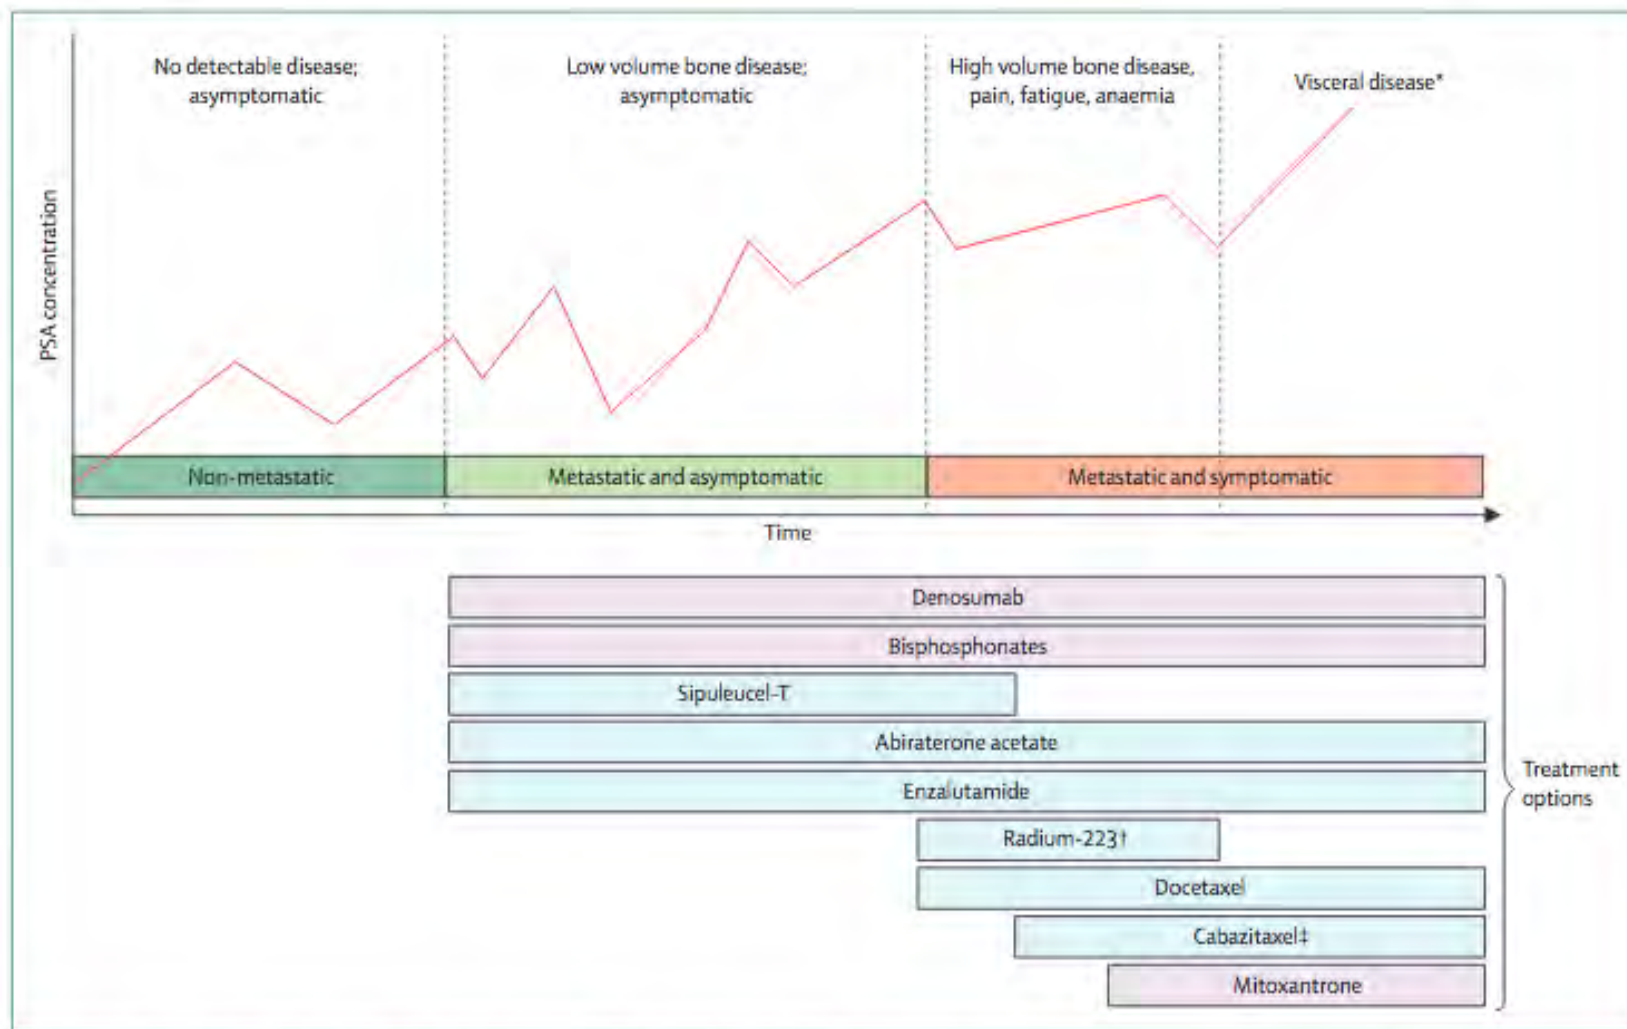 No detectable disease;
asymptomatic
Low volume bone disease;
asymptomatic
High volume bone disease,
pain, fatigue, anaemia
Visceral disease*
PSA concentration
Non-metastatic
Metastatic and asymptomatic
Metastatic and symptomatic
Time
Denosumab
Bisphosphonates
Sipuleucel-T
Abiraterone acetate
Enzalutamide
Radium-223†
Docetaxel
Cabazitaxel‡
Mitoxantrone
Treatment
options